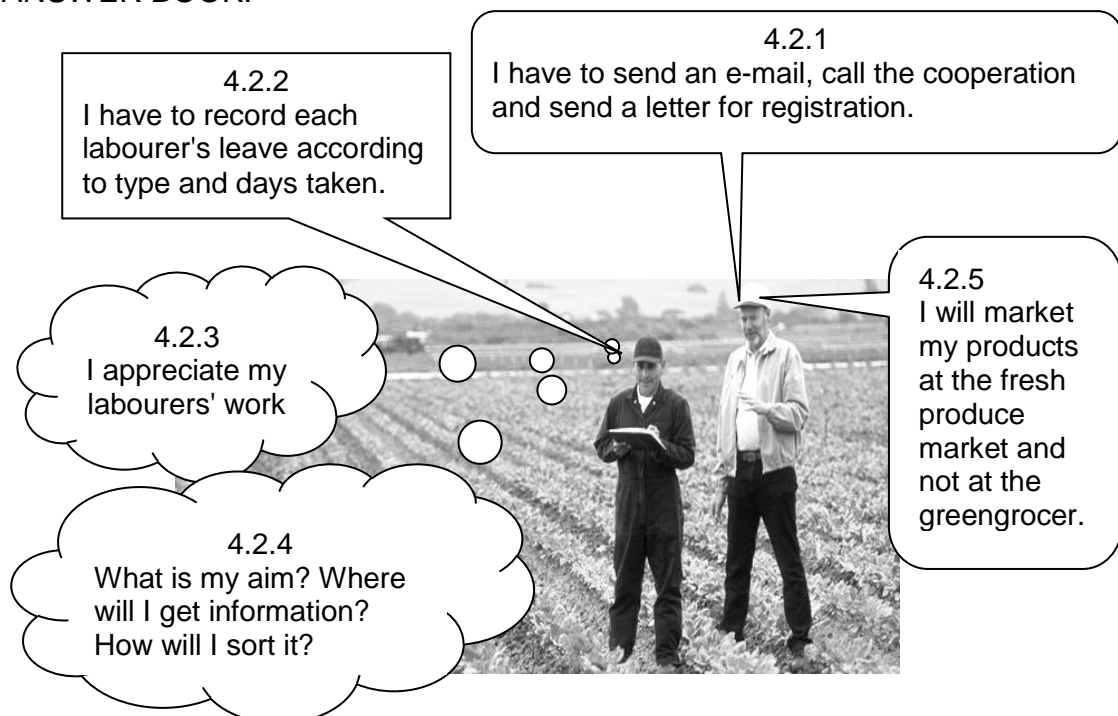 4.2.1
I have to send an e-mail, call the cooperation
and send a letter for registration.
4.2.2
I have to record each
labourer's leave according
to type and days taken.
4.2.3
I appreciate my
labourers' work
4.2.4
What is my aim? Where
will I get information?
How will I sort it?
4.2.5
I will market
my products
at the fresh
produce
market and
not at the
greengrocer.